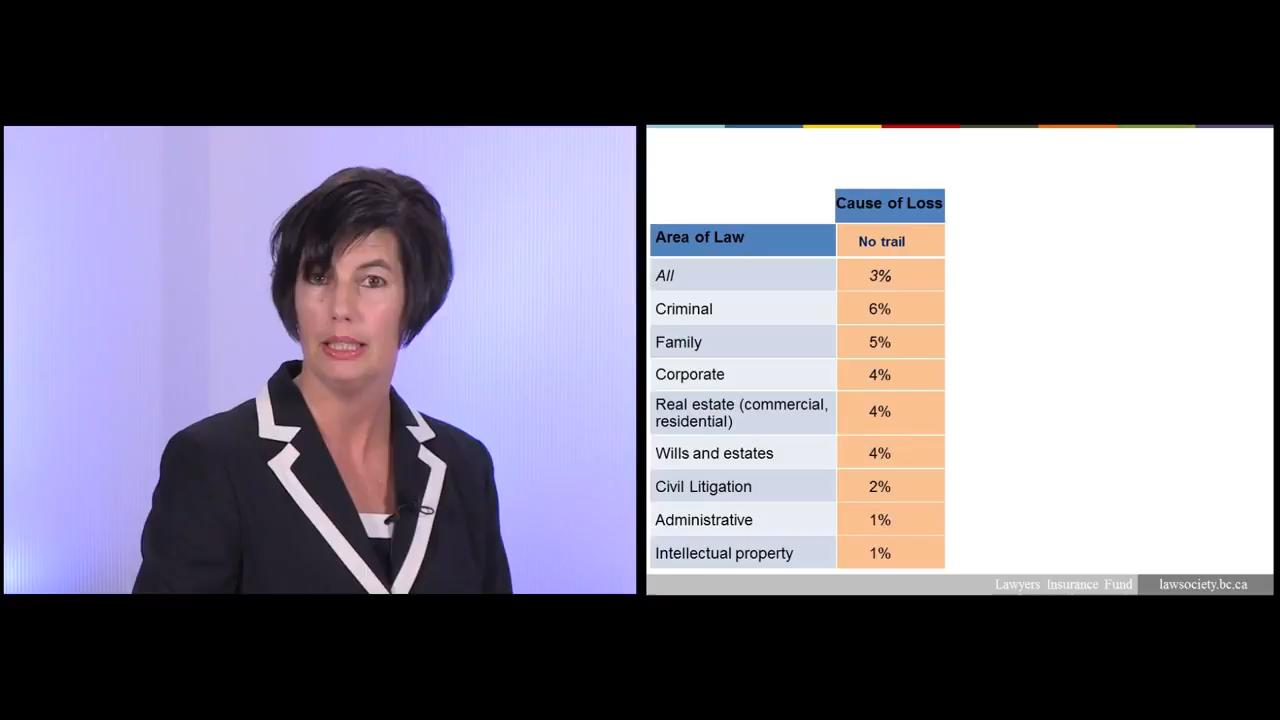 Cause of Loss
Area of Law No trail
All 3%
Criminal 6%
Family 5%
Corporate 4%
Real estate (commercial,
residential) 4%
Wills and estates 4%
Civil Litigation 2%
Administrative 1%
Intellectual property 1%
Lawyers Insurance Fund lawsociety.bc.ca